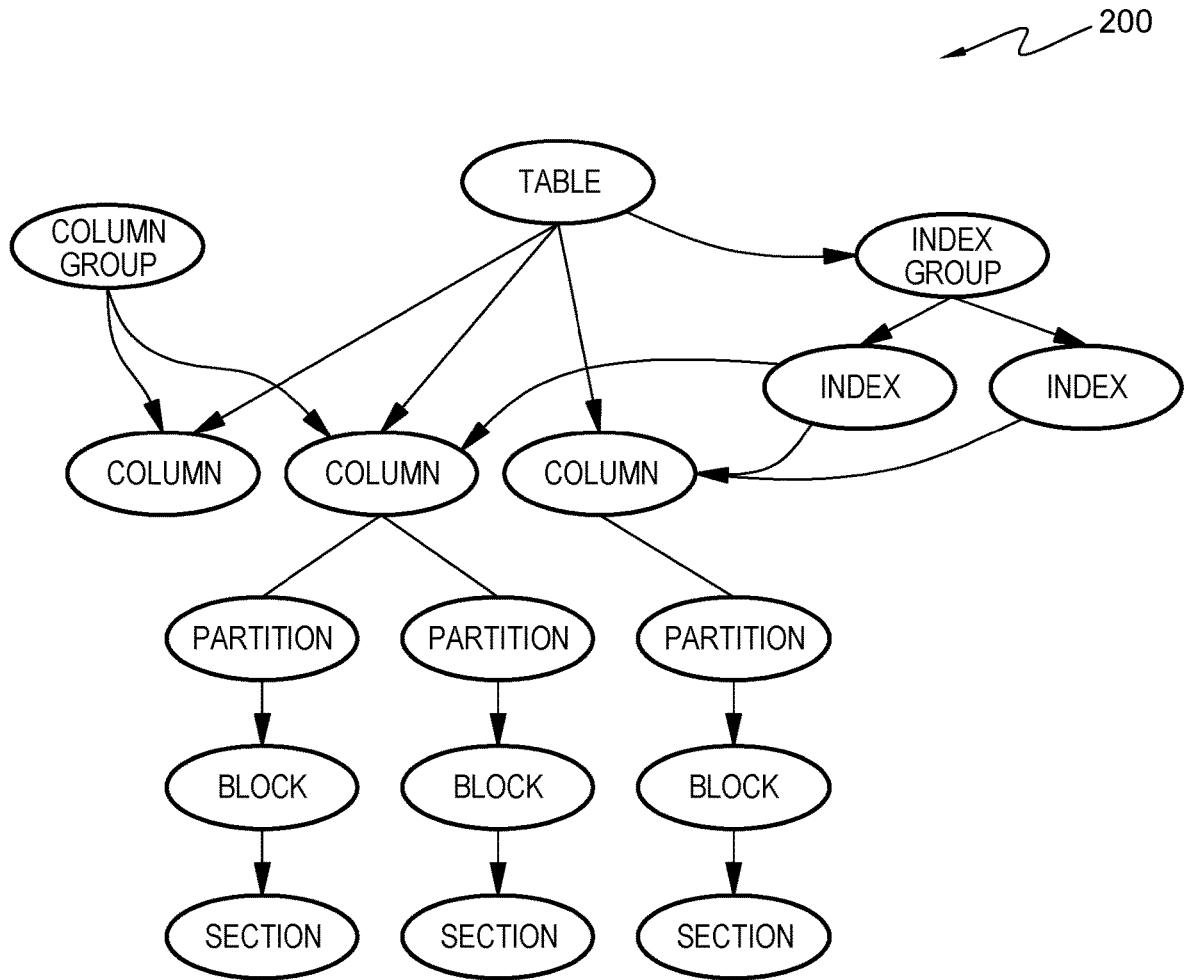 200
TABLE
COLUMN
GROUP
INDEX
GROUP
INDEX
INDEX
COLUMN
COLUMN
COLUMN
PARTITION
PARTITION
PARTITION
BLOCK
BLOCK
BLOCK
SECTION
SECTION
SECTION